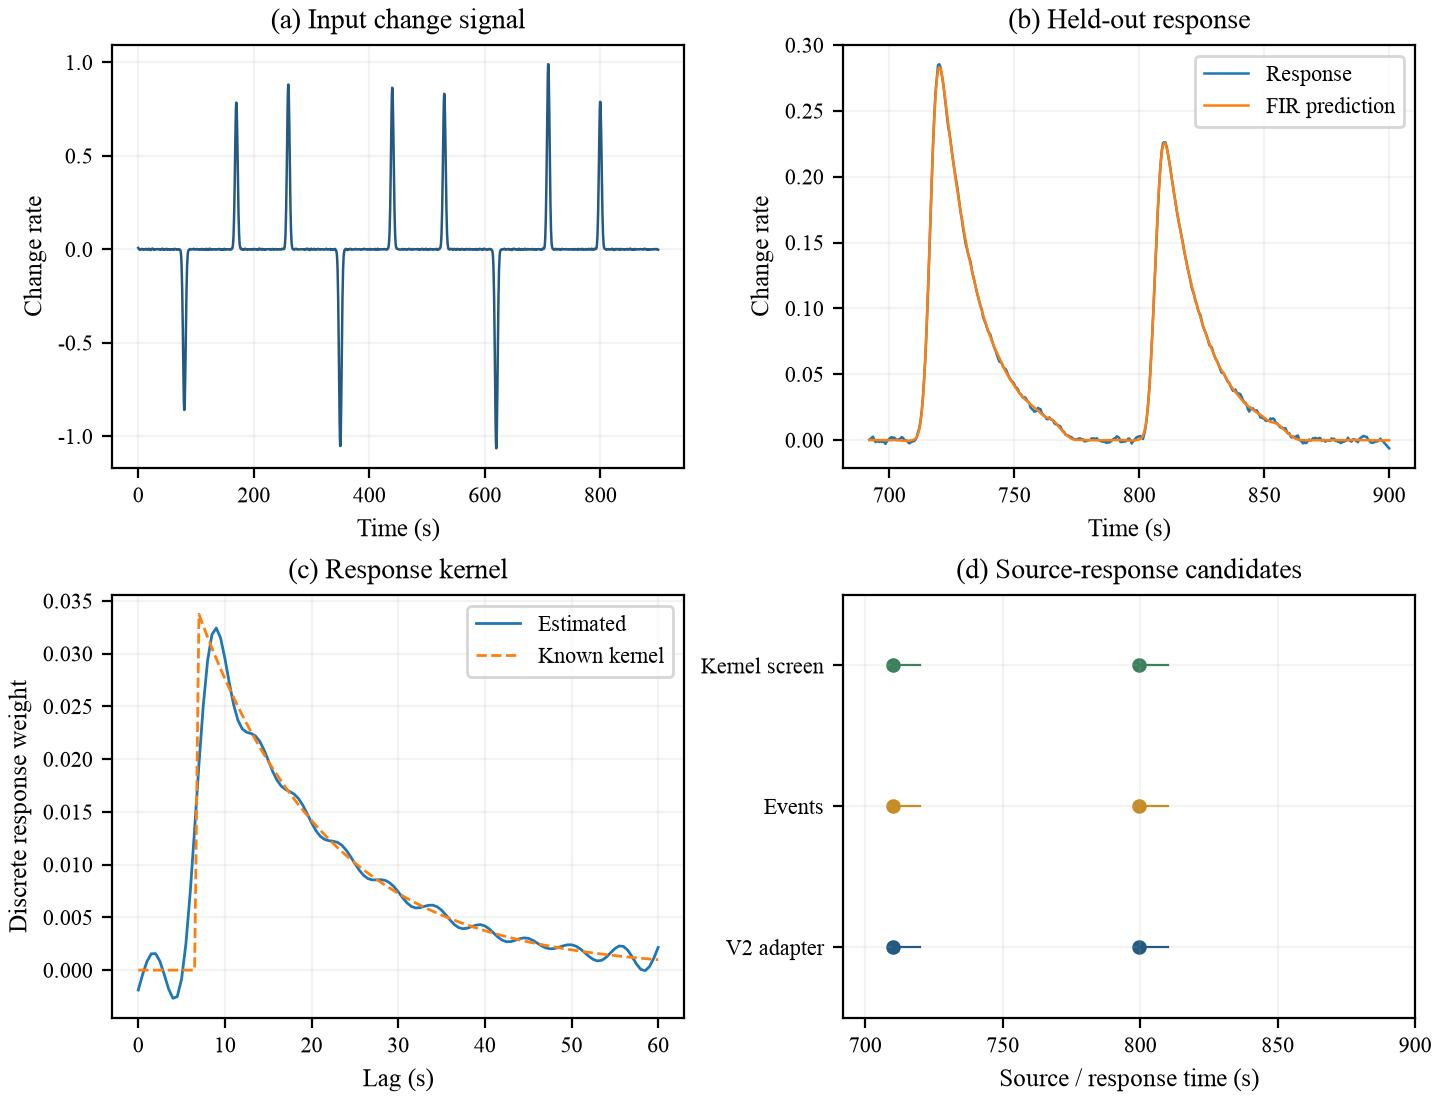 (a) Input change signal
1.0
0.5
0.0
-0.5
-1.0
Change rate
0 200 400 600 800
Time (s)
(b) Held-out response
Response
FIR prediction
0.30
0.25
0.20
0.15
0.10
0.05
0.00
Change rate
700 750 800 850 900
Time (s)
(c) Response kernel
Estimated
Known kernel
0.035
0.030
0.025
0.020
0.015
0.010
0.005
0.000
Discrete response weight
0 10 20 30 40 50 60
Lag (s)
(d) Source-response candidates
Kernel screen
Events
V2 adapter
700 750 800 850 900
Source / response time (s)